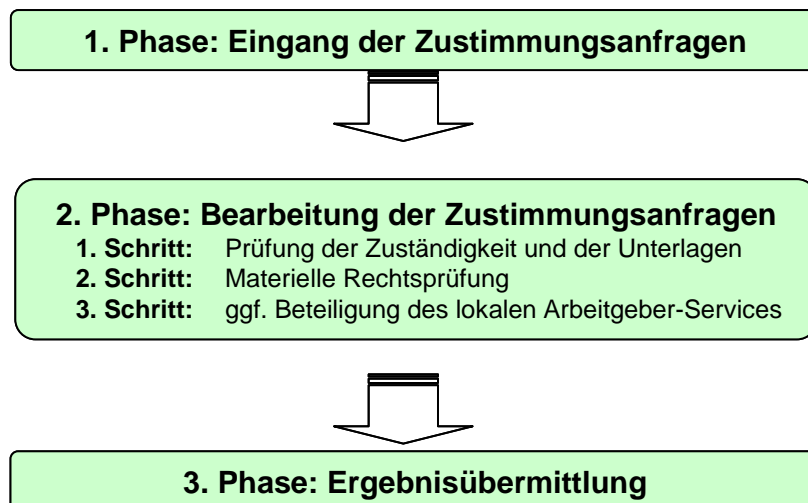 1. Phase: Eingang der Zustimmungsanfragen
2. Phase: Bearbeitung der Zustimmungsanfragen
1. Schritt: Prüfung der Zuständigkeit und der Unterlagen
2. Schritt: Materielle Rechtsprüfung
3. Schritt: ggf. Beteiligung des lokalen Arbeitgeber-Services
3. Phase: Ergebnisübermittlung